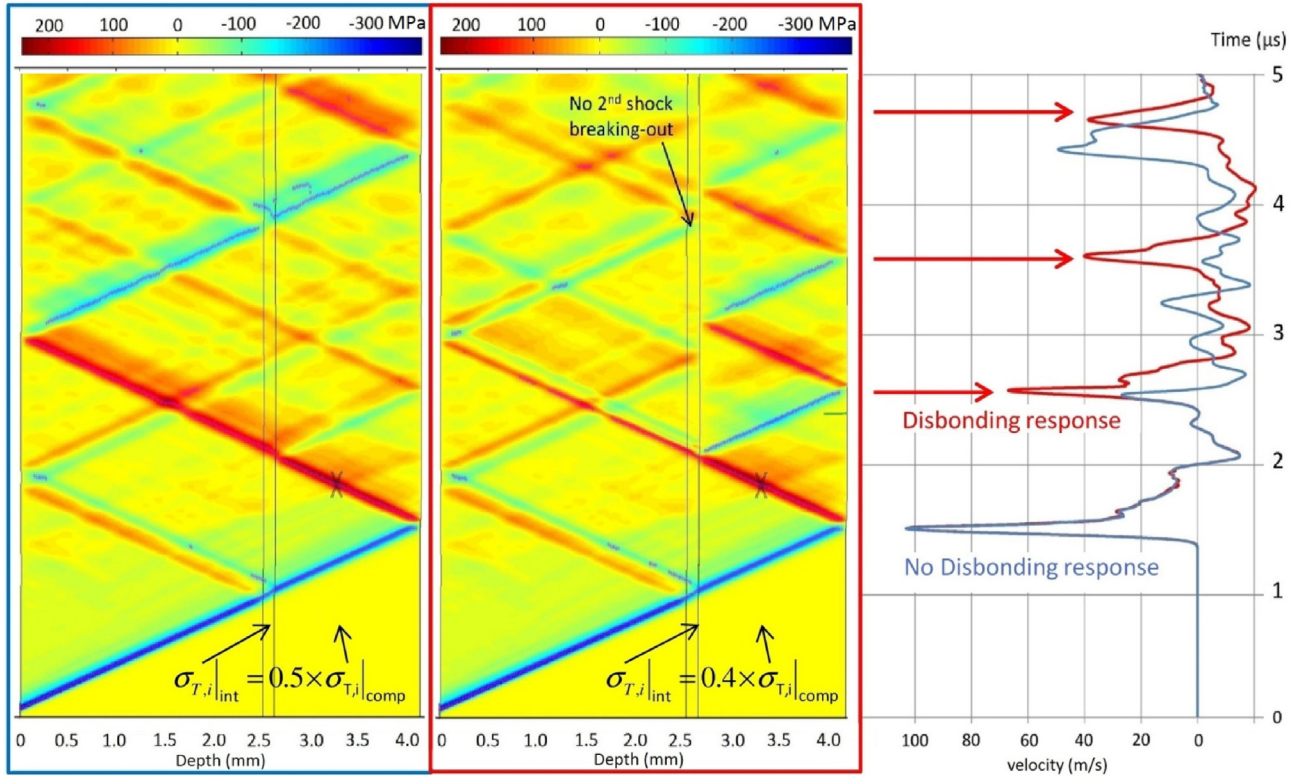 200 100 0 -100 -200 -300 MPa
200 100 0 -100 -200 -300 MPa
Time (µs)
No 2nd shock
breaking-out
5
4
3
2
1
0
Disbonding response
No Disbonding response
σT,i|int = 0.5×σT,i|comp
σT,i|int = 0.4×σT,i|comp
0 0.5 1.0 1.5 2.0 2.5 3.0 3.5 4.0
Depth (mm)
0 0.5 1.0 1.5 2.0 2.5 3.0 3.5 4.0
Depth (mm)
100 80 60 40 20 0
velocity (m/s)